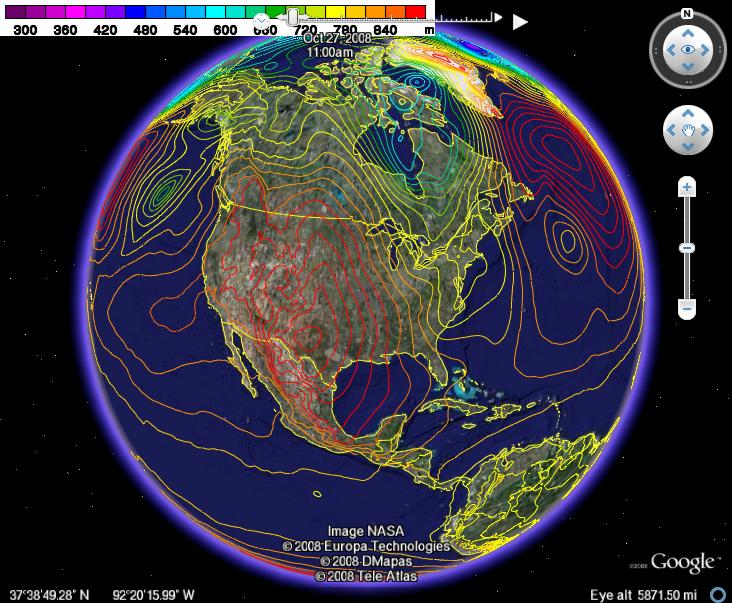 300 360 420 480 540 600 660 720 780 840 m
Oct 27, 2008
11:00am
N
Image NASA
© 2008 Europa Technologies
© 2008 DMapas
© 2008 Tele Atlas
©2008 Google™
37°38'49.28" N 92°20'15.99" W Eye alt 5871.50 mi